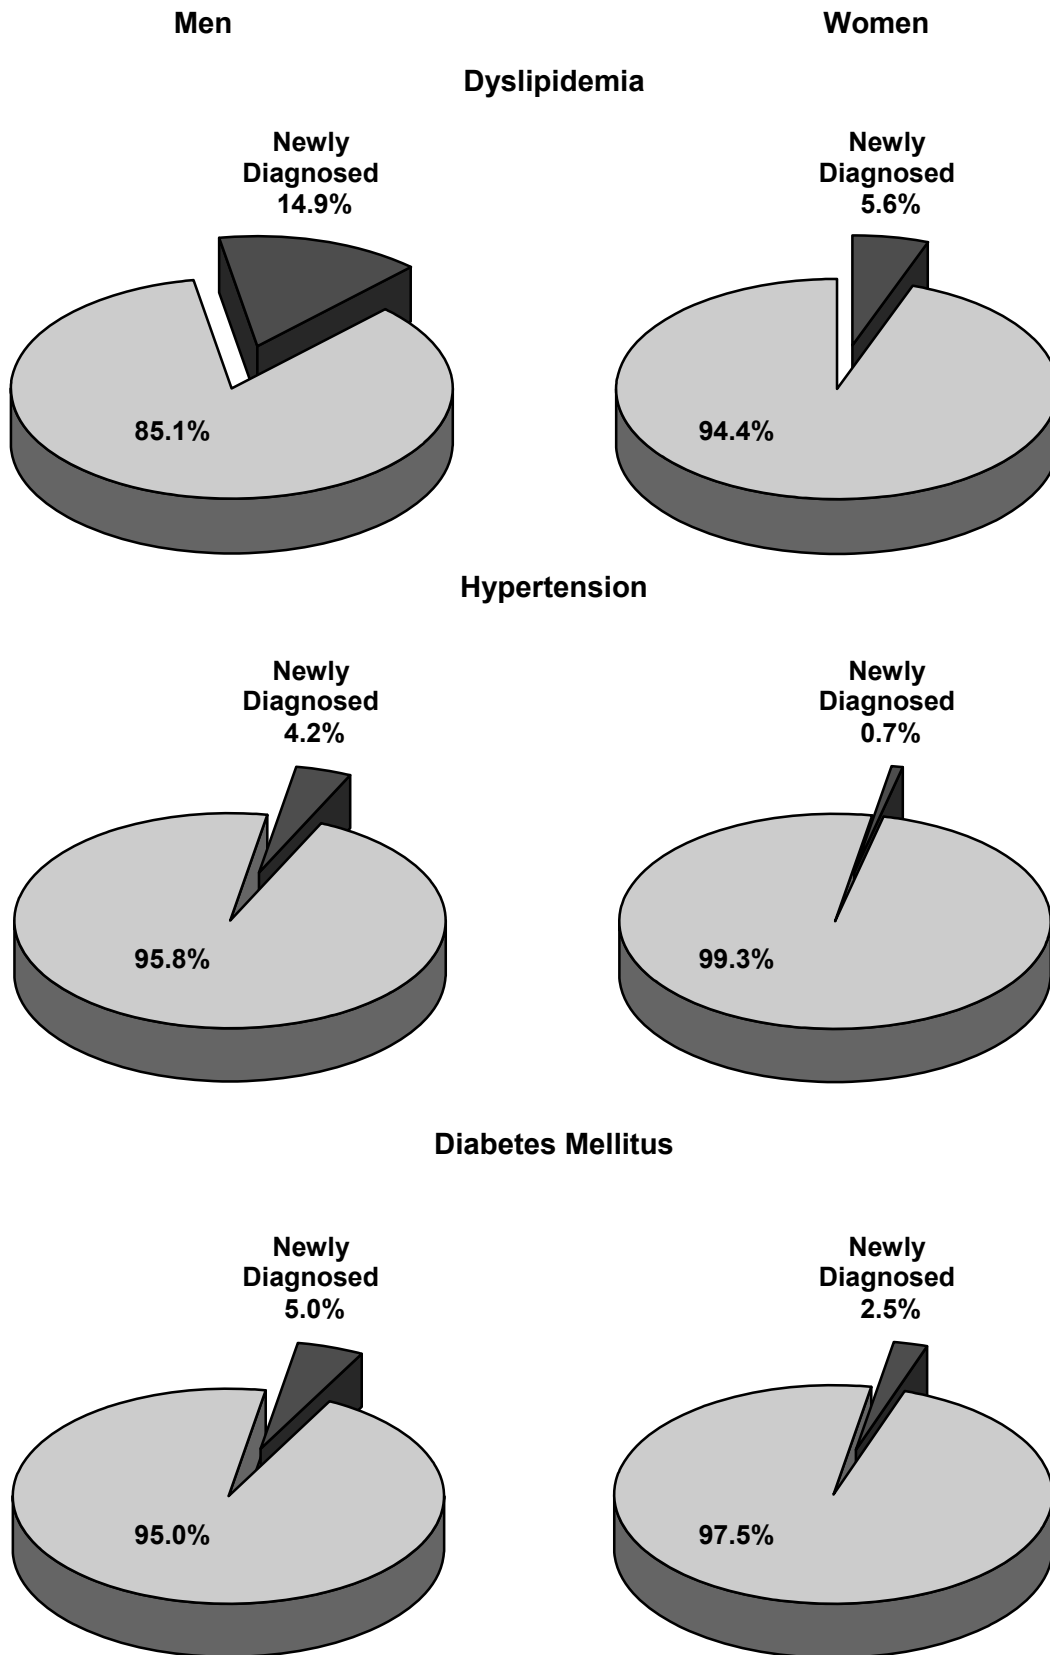 Men
Women
Dyslipidemia
Newly
Diagnosed
14.9%
Newly
Diagnosed
5.6%
85.1%
94.4%
Hypertension
Newly
Diagnosed
4.2%
Newly
Diagnosed
0.7%
95.8%
99.3%
Diabetes Mellitus
Newly
Diagnosed
5.0%
Newly
Diagnosed
2.5%
95.0%
97.5%